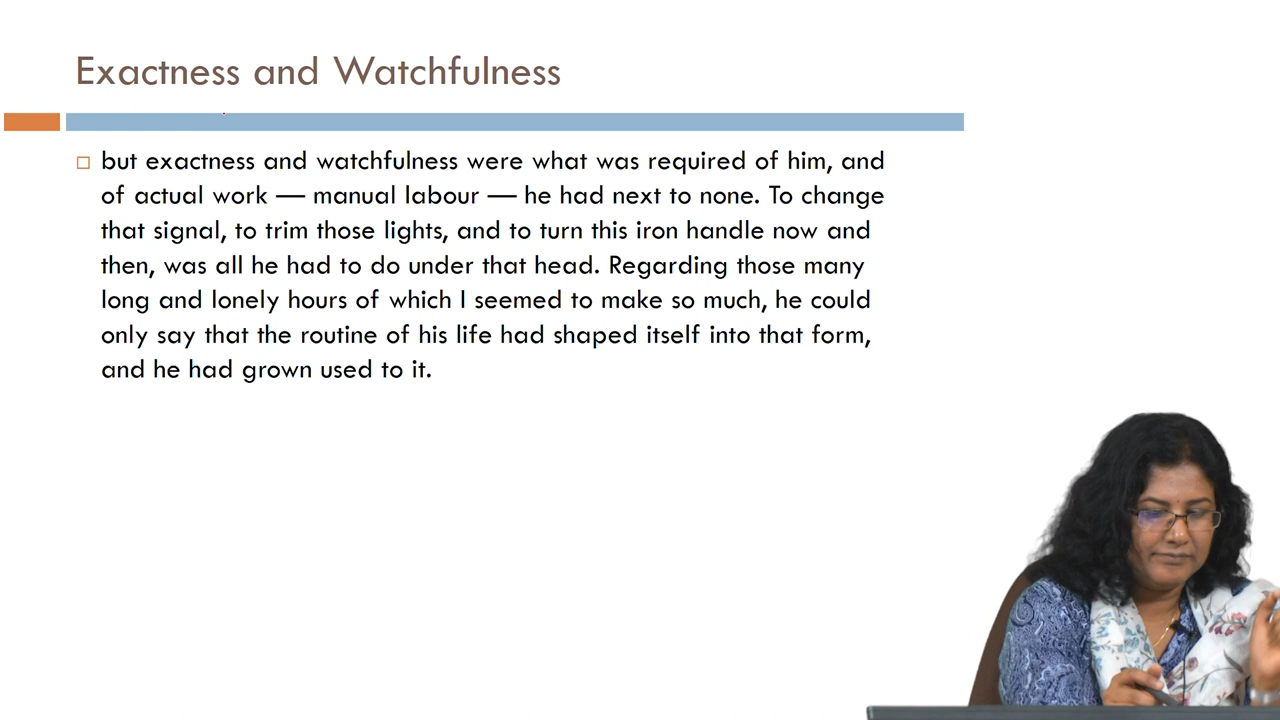 Exactness and Watchfulness
but exactness and watchfulness were what was required of him, and
of actual work — manual labour — he had next to none. To change
that signal, to trim those lights, and to turn this iron handle now and
then, was all he had to do under that head. Regarding those many
long and lonely hours of which I seemed to make so much, he could
only say that the routine of his life had shaped itself into that form,
and he had grown used to it.